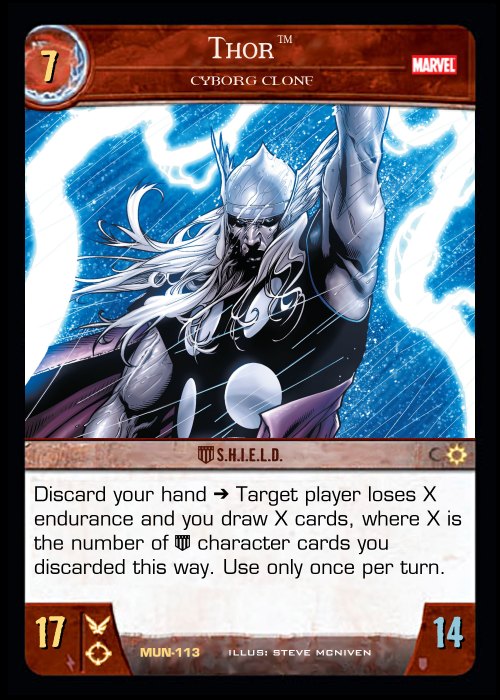 7
Thor™
MARVEL
CYBORG CLONE
S.H.I.E.L.D.
C
Discard your hand ➔ Target player loses X
endurance and you draw X cards, where X is
the number of character cards you
discarded this way. Use only once per turn.
17
MUN-113 ILLUS: STEVE MCNIVEN
14